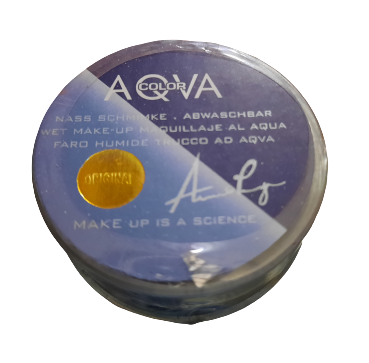 AQVA
COLOR
NASS SCHMINKE . ABWASCHBAR
WET MAKE-UP MAQUILLAJE AL AQUA
FARD HUMIDE TRUCCO AD AQVA
ORIGINAL
MAKE UP IS A SCIENCE